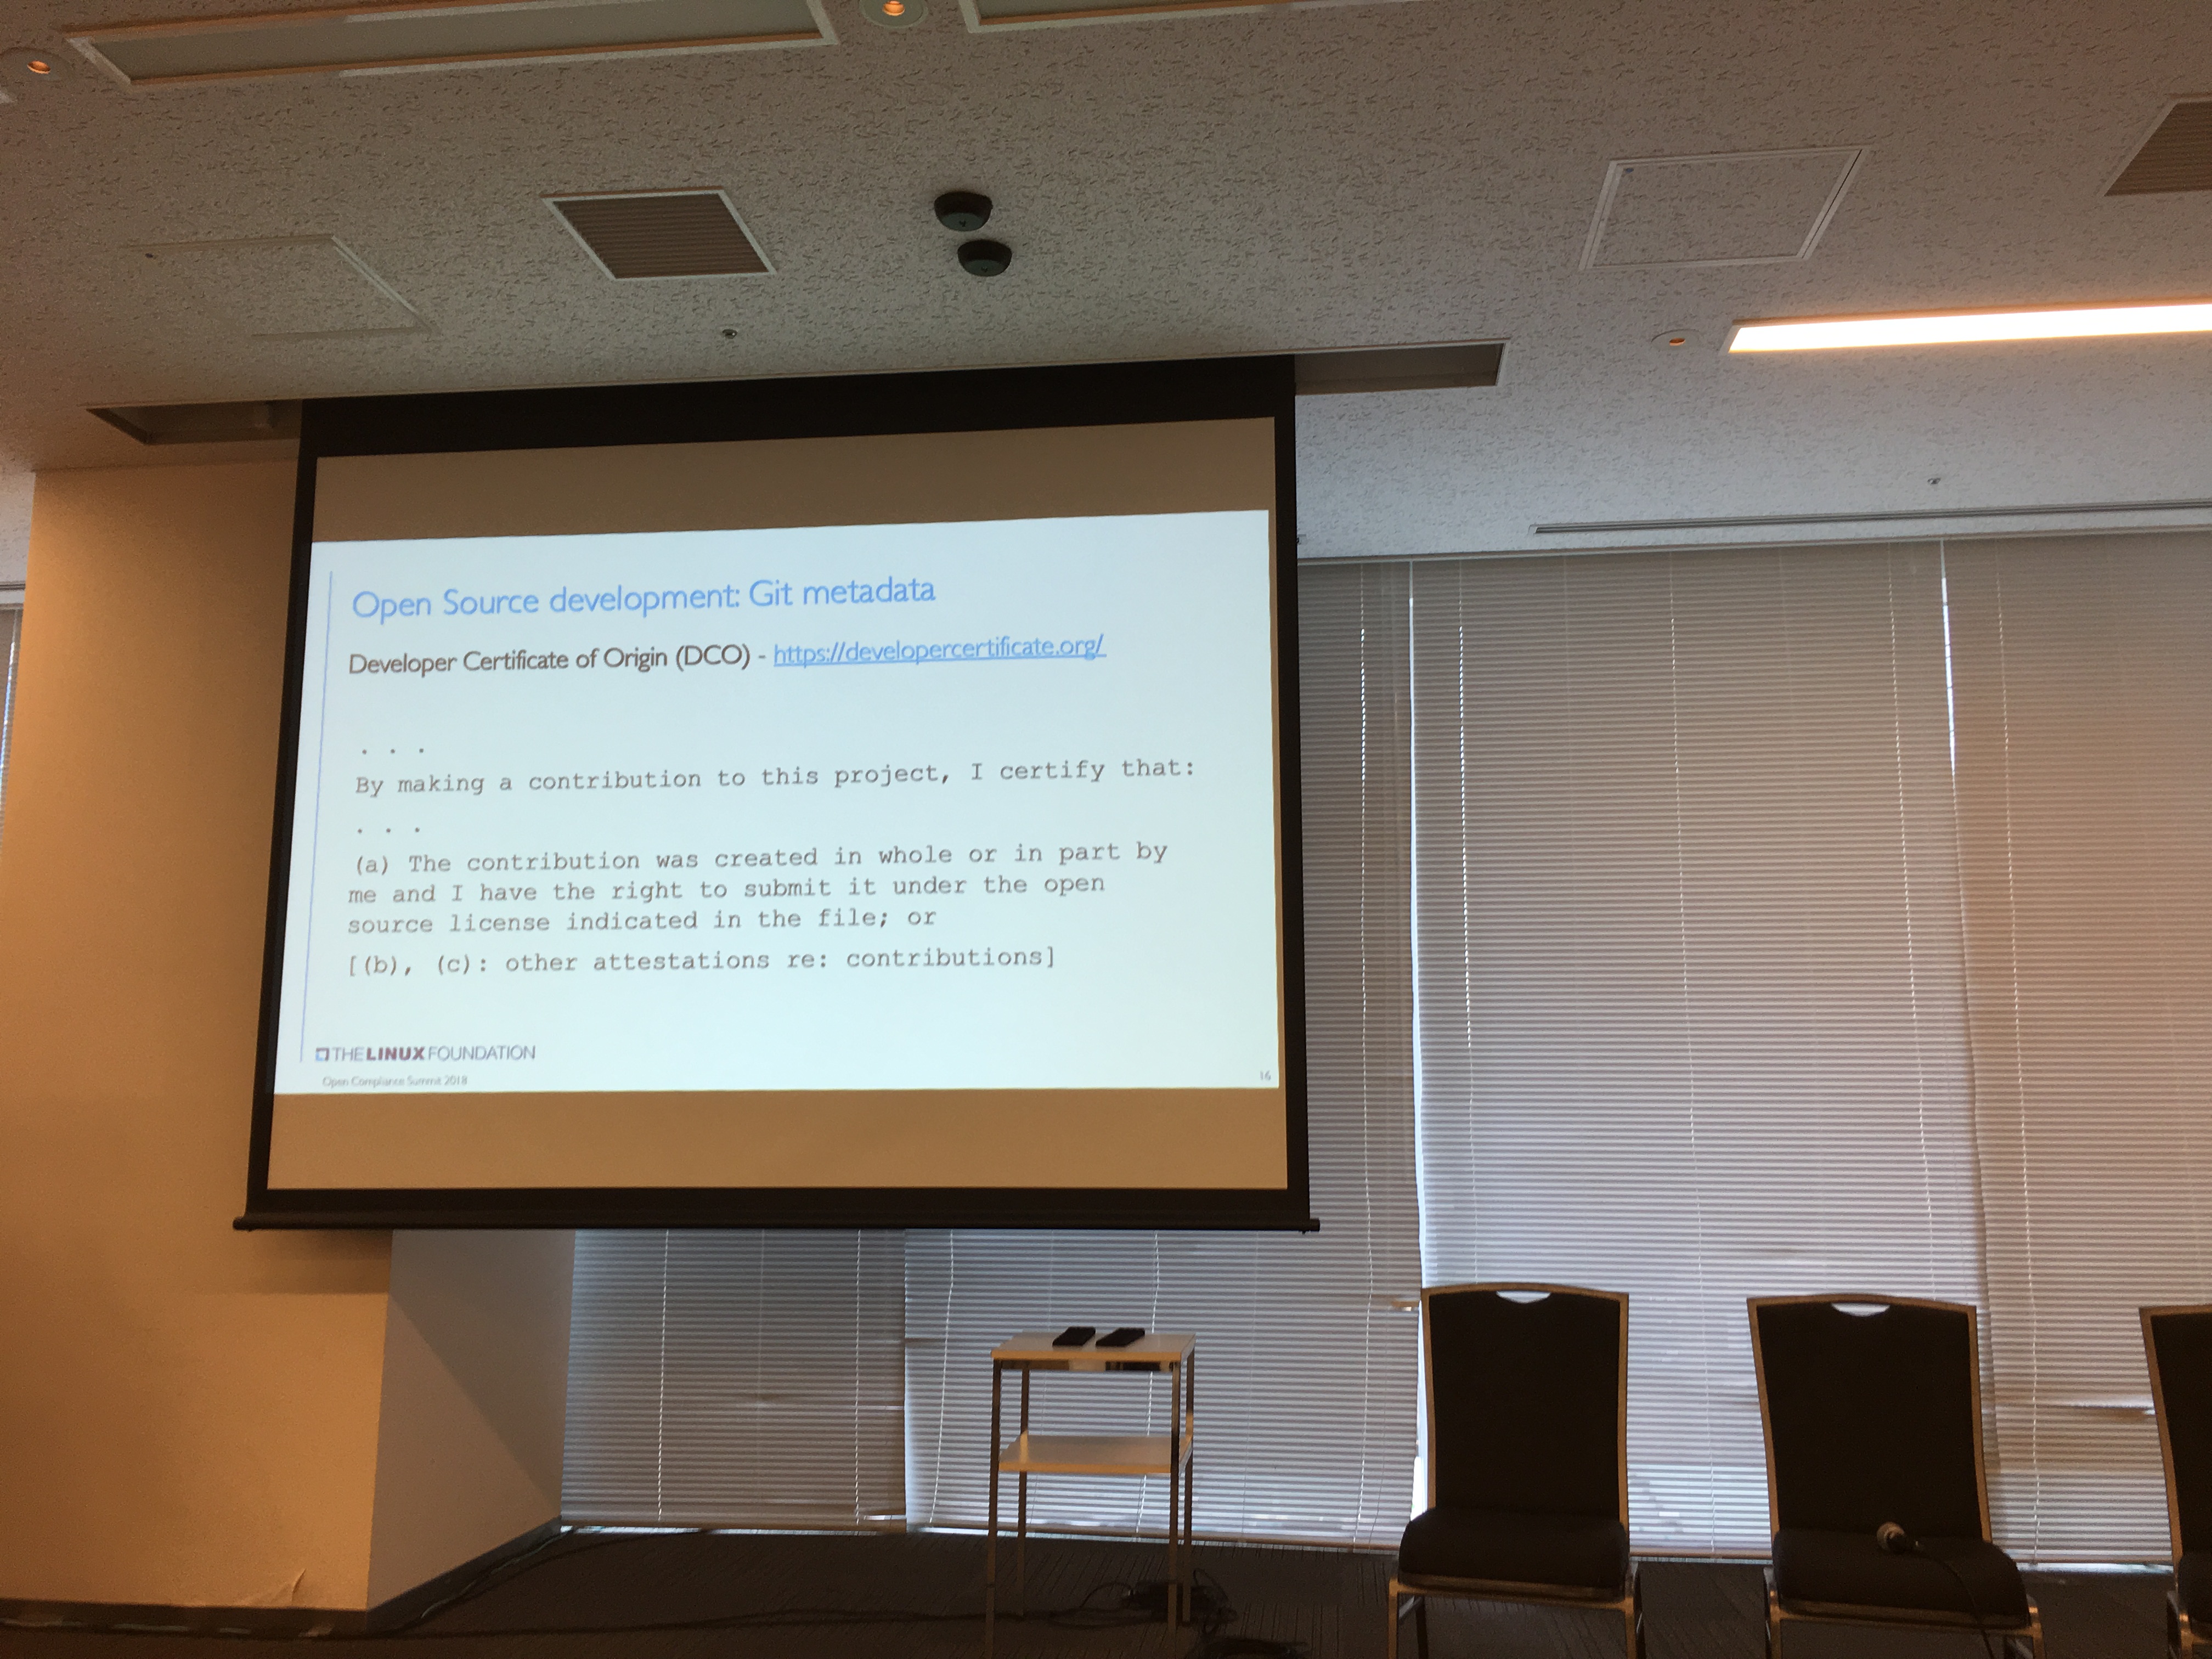 Open Source development: Git metadata
Developer Certificate of Origin (DCO) - https://developercertificate.org/
. . .
By making a contribution to this project, I certify that:
. . .
(a) The contribution was created in whole or in part by
me and I have the right to submit it under the open
source license indicated in the file; or
[(b), (c): other attestations re: contributions]
THE LINUX FOUNDATION
Open Compliance Summit 2018
16